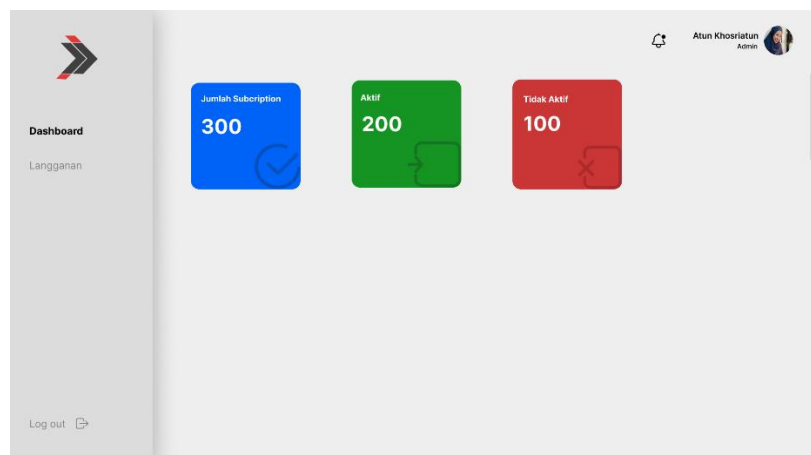 Atun Khosriatun
Admin
Dashboard
Langganan
Jumlah Subcription
300
Aktif
200
Tidak Aktif
100
Log out